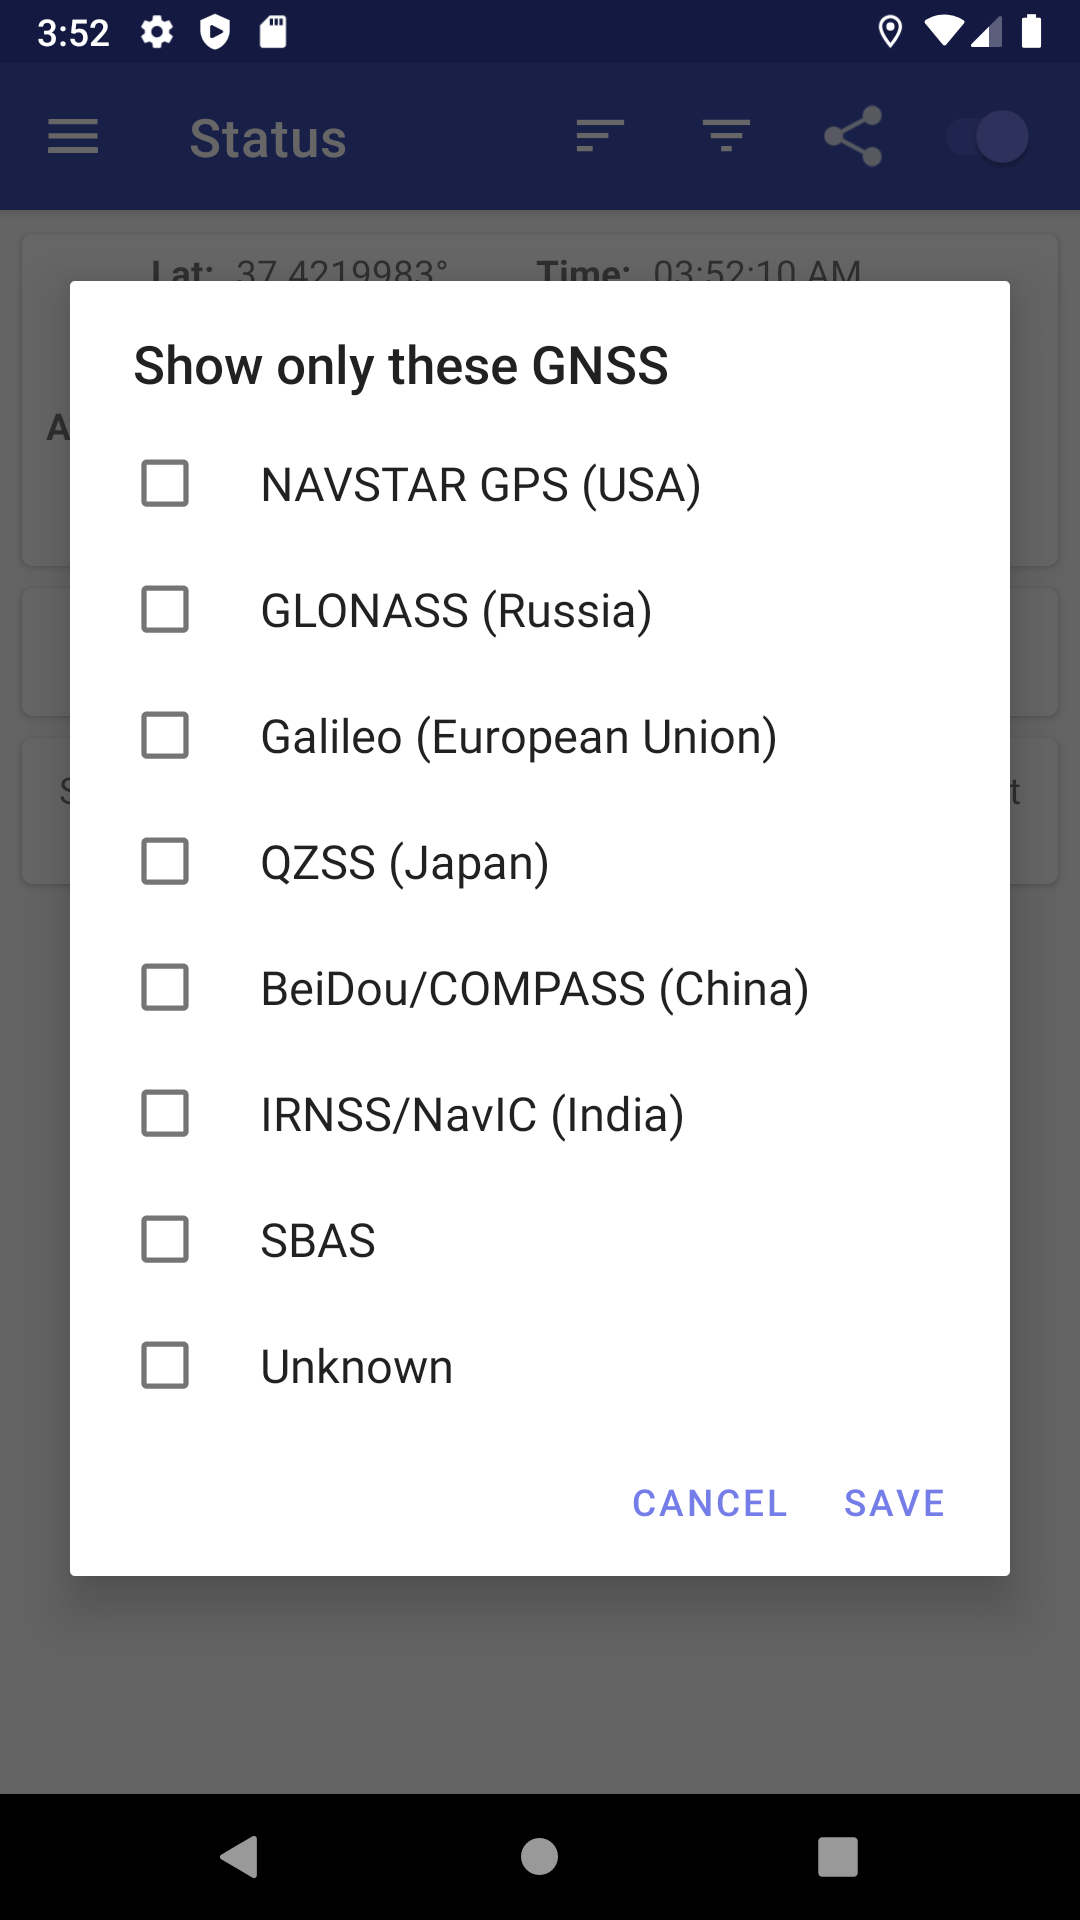 3:52
Status
Lat: 37.4219983° Time: 03:52:10 AM
Show only these GNSS
NAVSTAR GPS (USA)
GLONASS (Russia)
Galileo (European Union)
QZSS (Japan)
BeiDou/COMPASS (China)
IRNSS/NavIC (India)
SBAS
Unknown
CANCEL SAVE